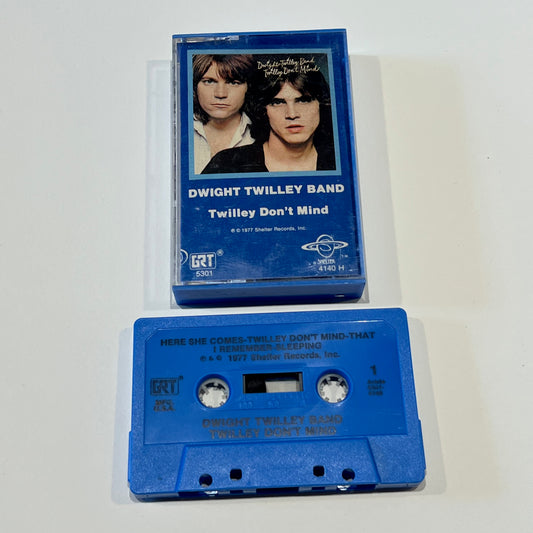 Dwight Twilley Band
Twilley Don't Mind
DWIGHT TWILLEY BAND
Twilley Don't Mind
℗ © 1977 Shelter Records, Inc.
GRT®
5301
SHELTER
4140 H
HERE SHE COMES-TWILLEY DON'T MIND-THAT
I REMEMBER-SLEEPING
℗ & © 1977 Shelter Records, Inc.
GRT®
MFG.
U.S.A.
1
DWIGHT TWILLEY BAND
TWILLEY DON'T MIND